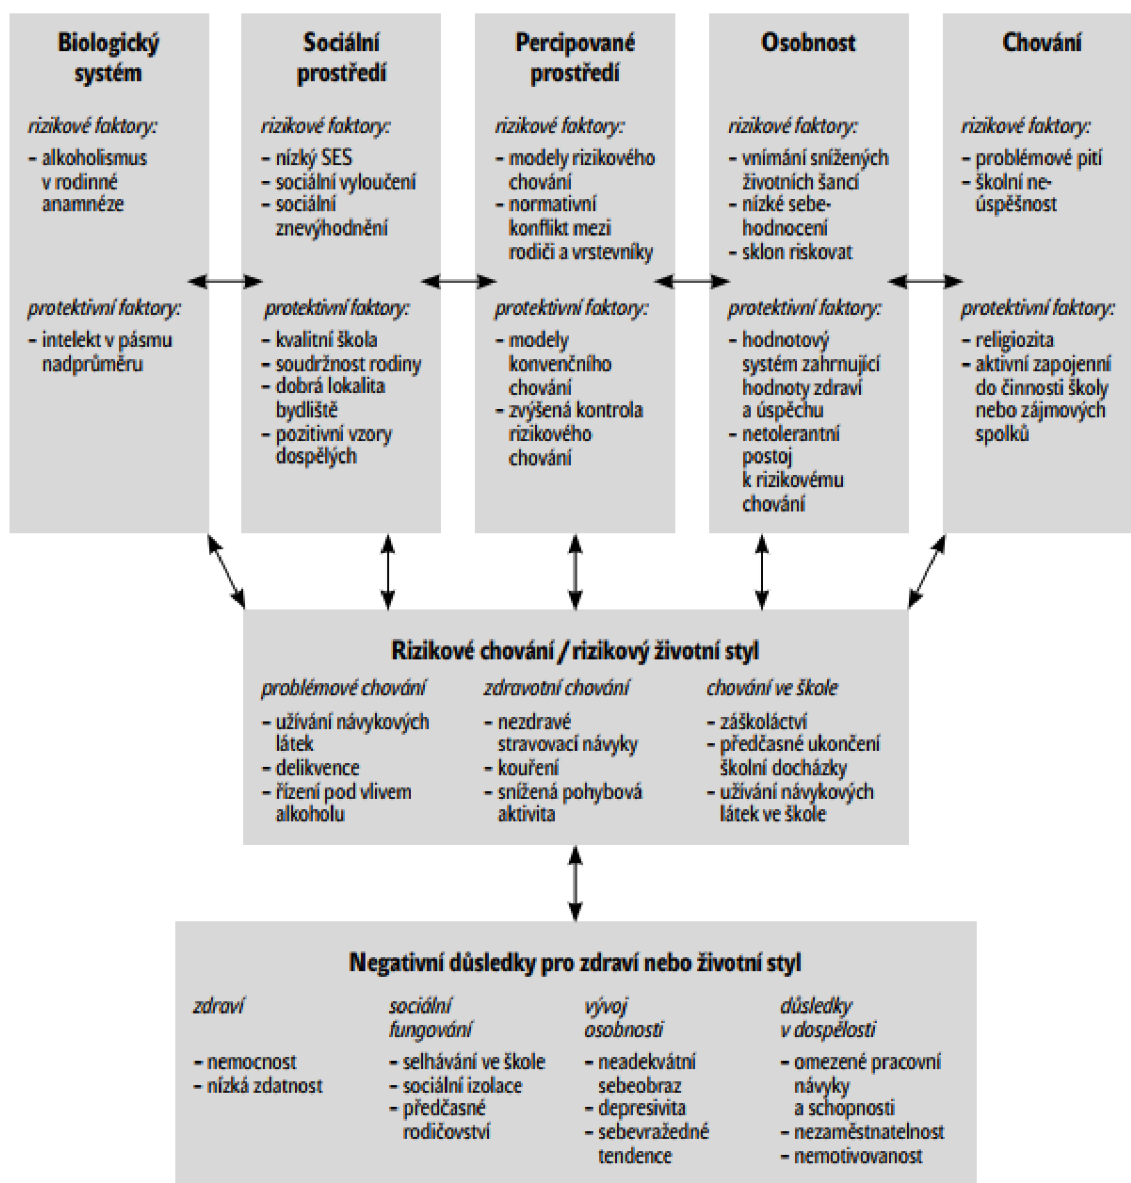 Biologický
systém
rizikové faktory:
– alkoholismus
v rodinné
anamnéze
protektivní faktory:
– intelekt v pásmu
nadprůměru
Sociální
prostředí
rizikové faktory:
– nízký SES
– sociální vyloučení
– sociální
znevýhodnění
protektivní faktory:
– kvalitní škola
– soudržnost rodiny
– dobrá lokalita
bydliště
– pozitivní vzory
dospělých
Percipované
prostředí
rizikové faktory:
– modely rizikového
chování
– normativní
konflikt mezi
rodiči a vrstevníky
protektivní faktory:
– modely
konvenčního
chování
– zvýšená kontrola
rizikového
chování
Osobnost
rizikové faktory:
– vnímání snížených
životních šancí
– nízké sebe-
hodnocení
– sklon riskovat
protektivní faktory:
– hodnotový
systém zahrnující
hodnoty zdraví
a úspěchu
– netolerantní
postoj
k rizikovému
chování
Chování
rizikové faktory:
– problémové pití
– školní ne-
úspěšnost
protektivní faktory:
– religiozita
– aktivní zapojenní
do činnosti školy
nebo zájmových
spolků
Rizikové chování / rizikový životní styl
problémové chování
– užívání návykových
látek
– delikvence
– řízení pod vlivem
alkoholu
zdravotní chování
– nezdravé
stravovací návyky
– kouření
– snížená pohybová
aktivita
chování ve škole
– záškoláctví
– předčasné ukončení
školní docházky
– užívání návykových
látek ve škole
Negativní důsledky pro zdraví nebo životní styl
zdraví
– nemocnost
– nízká zdatnost
sociální
fungování
– selhávání ve škole
– sociální izolace
– předčasné
rodičovství
vývoj
osobnosti
– neadekvátní
sebeobraz
– depresivita
– sebevražedné
tendence
důsledky
v dospělosti
– omezené pracovní
návyky
a schopnosti
– nezaměstnatelnost
– nemotivovanost